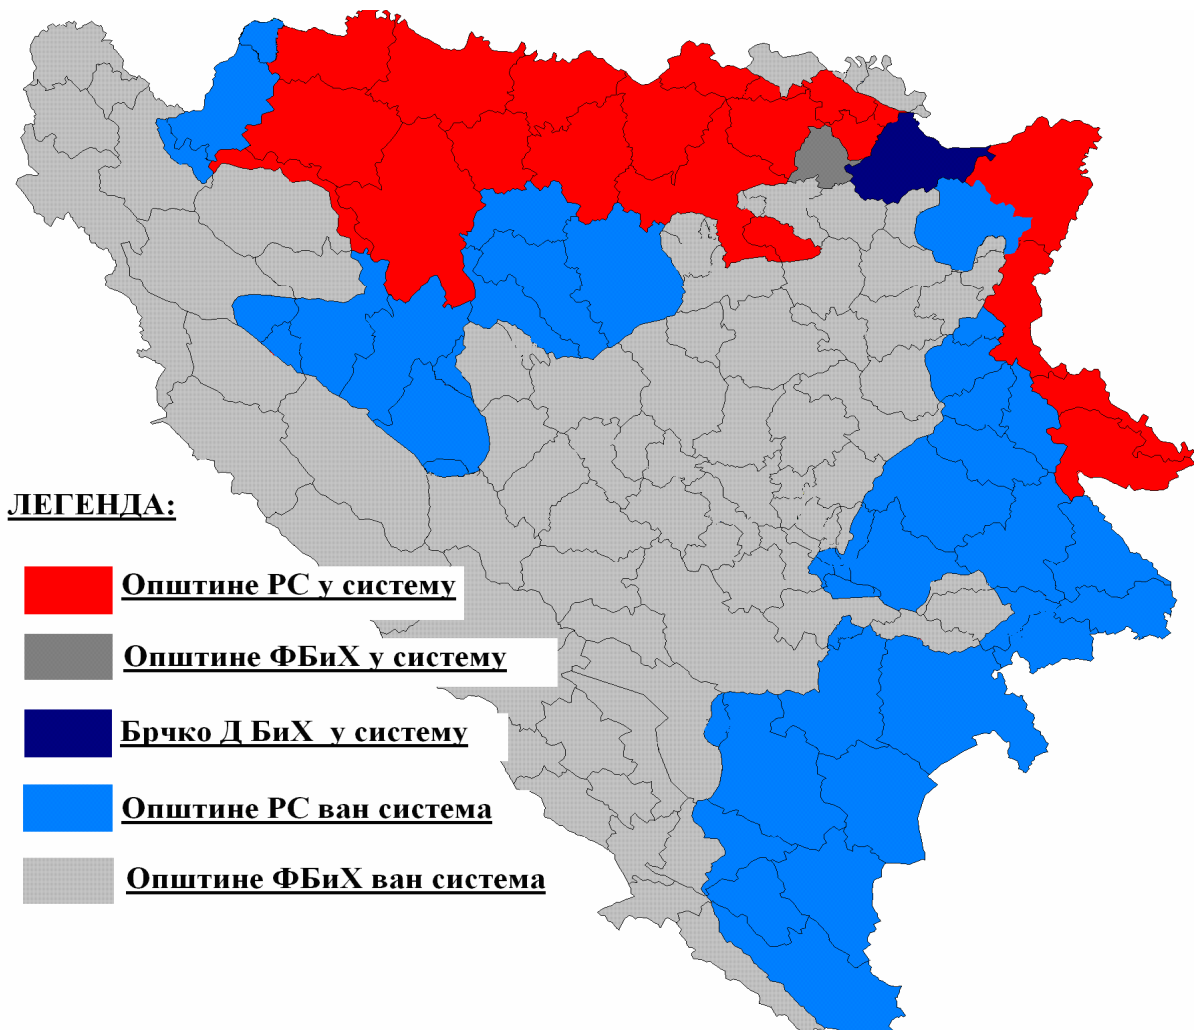 ЛЕГЕНДА:
Општине РС у систему
Општине ФБиХ у систему
Брчко Д БиХ у систему
Општине РС ван система
Општине ФБиХ ван система